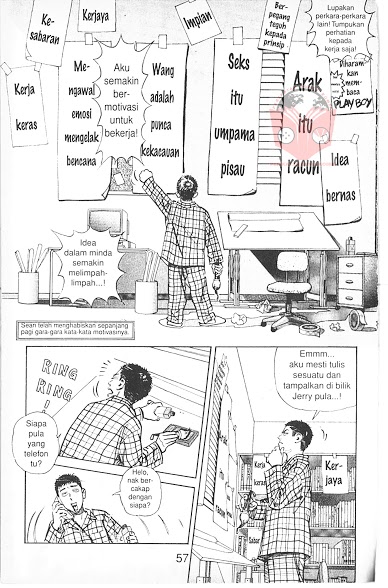 Ke-
sabaran
Kerjaya
Impian
Ber-
pegang
teguh
kepada
prinsip
Lupakan
perkara-perkara
lain! Tumpukan
perhatian
kepada
kerja saja!
Kerja
keras
Me-
ngawal
emosi
mengelak
bencana
Aku
semakin
ber-
motivasi
untuk
bekerja!
Wang
adalah
punca
kekacauan
Seks
itu
umpama
pisau
Arak
itu
racun
Diharam
kan
mem-
baca
PLAYBOY
Idea
bernas
Idea
dalam minda
semakin
melimpah-
limpah...!
Sean telah menghabiskan sepanjang
pagi gara-gara kata-kata motivasinya.
RING
RING
!
Siapa
pula
yang
telefon
tu?
Helo,
nak ber-
cakap
dengan
siapa?
Emmm...
aku mesti tulis
sesuatu dan
tampalkan di bilik
Jerry pula...!
Kerja
keras
Sabar
Ker-
jaya
57